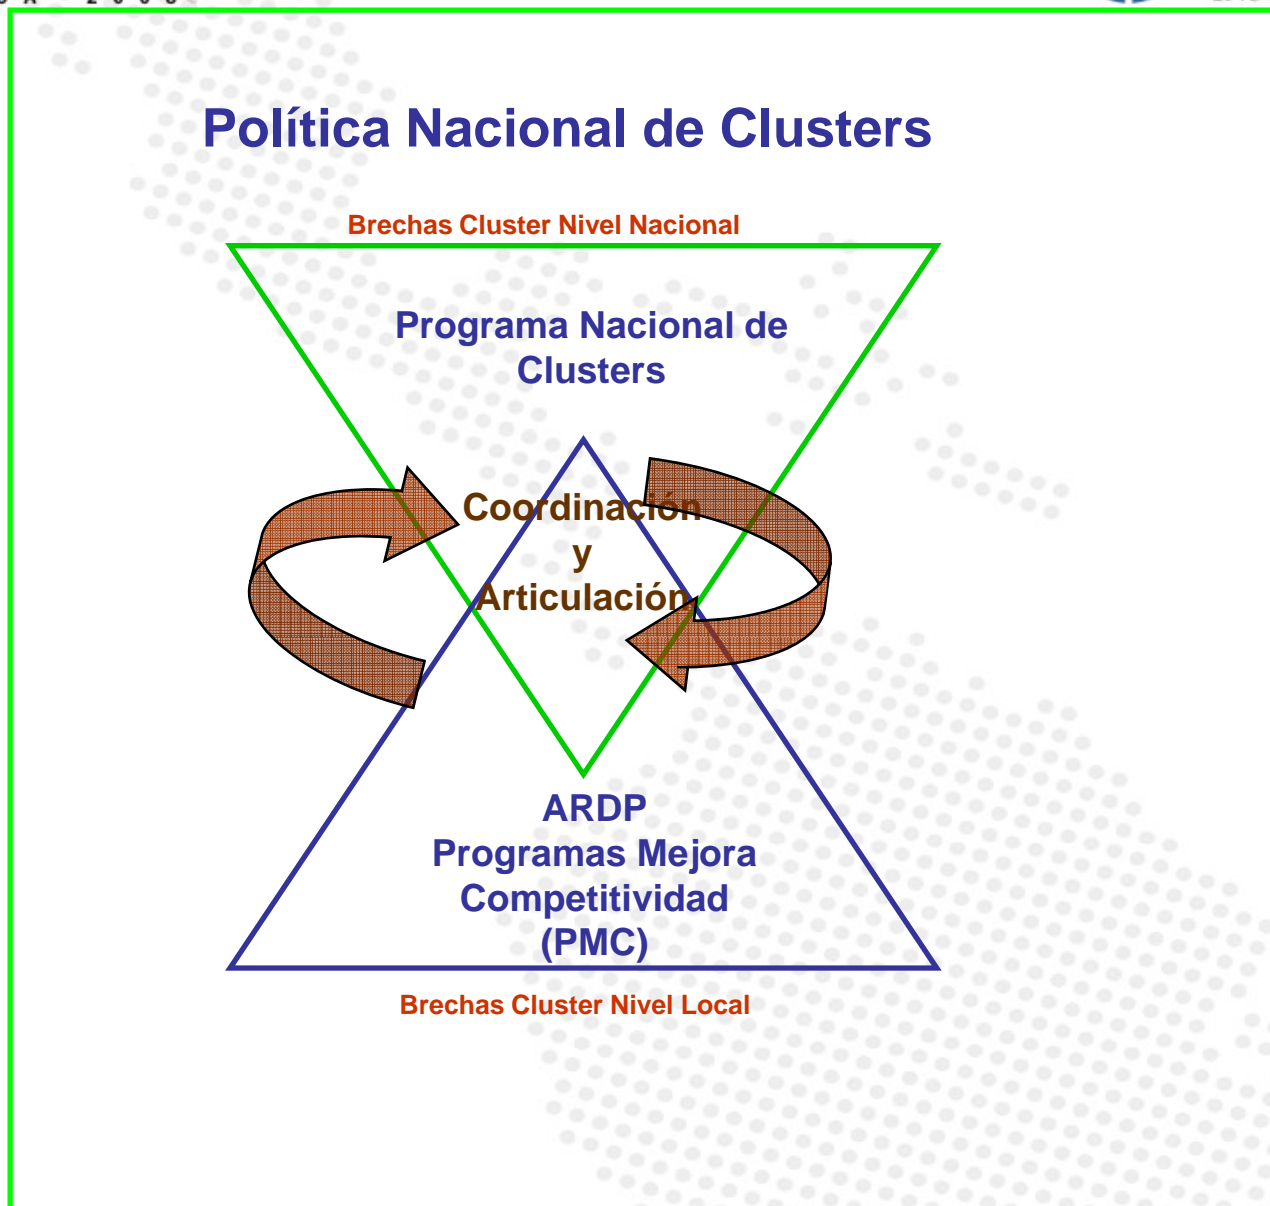 Política Nacional de Clusters
Brechas Cluster Nivel Nacional
Programa Nacional de
Clusters
Coordinación
y
Articulación
ARDP
Programas Mejora
Competitividad
(PMC)
Brechas Cluster Nivel Local